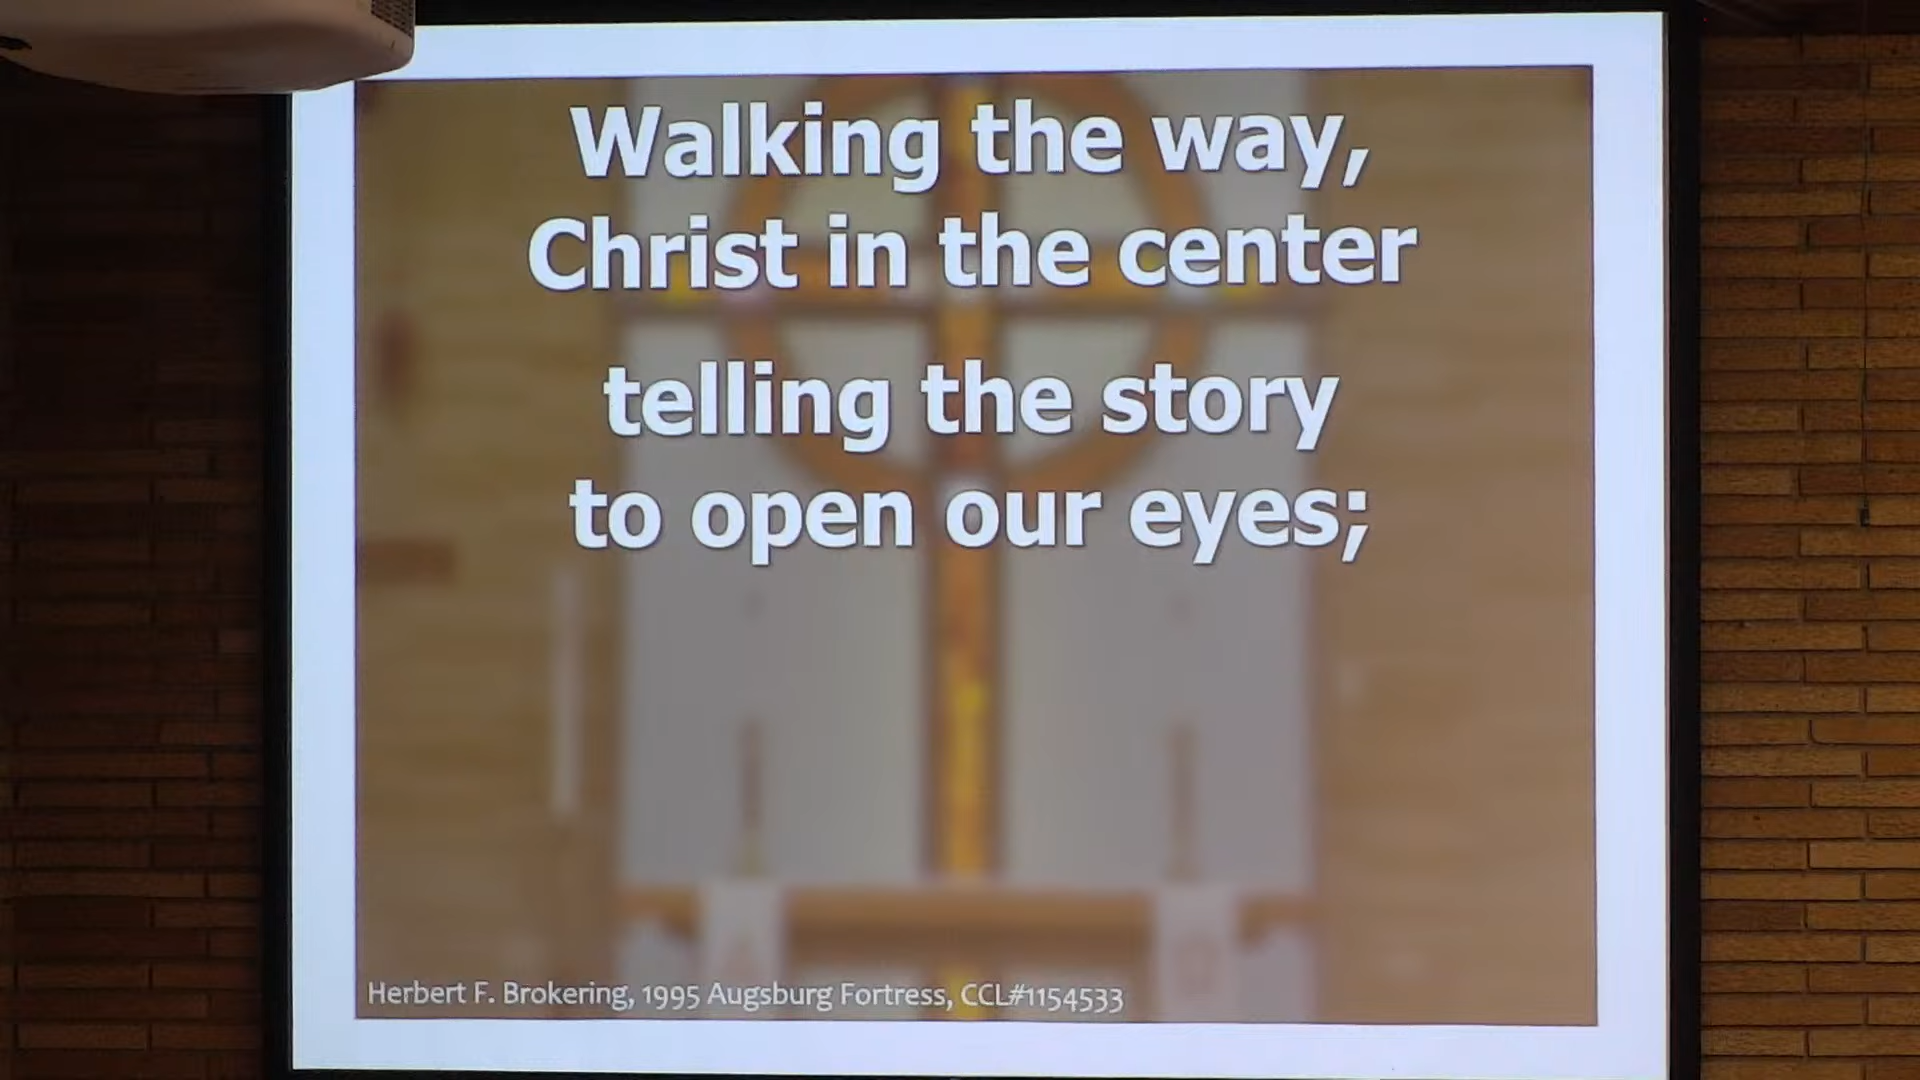 Walking the way,
Christ in the center
telling the story
to open our eyes;
Herbert F. Brokering, 1995 Augsburg Fortress, CCL#1154533